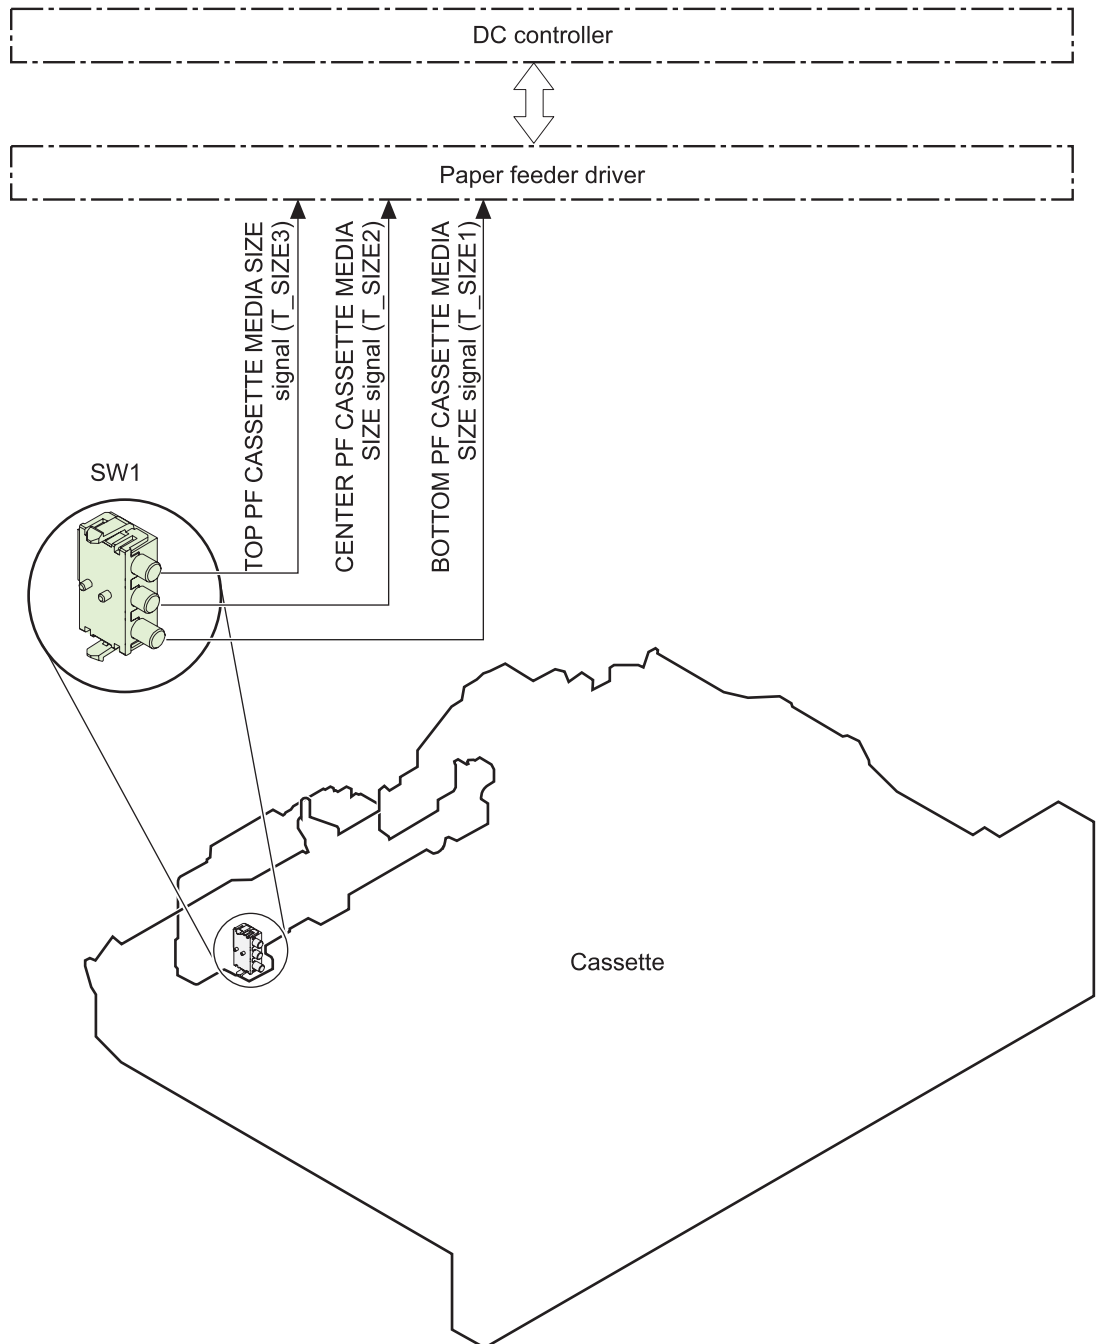 DC controller
Paper feeder driver
TOP PF CASSETTE MEDIA SIZE
signal (T_SIZE3)
CENTER PF CASSETTE MEDIA
SIZE signal (T_SIZE2)
BOTTOM PF CASSETTE MEDIA
SIZE signal (T_SIZE1)
SW1
Cassette